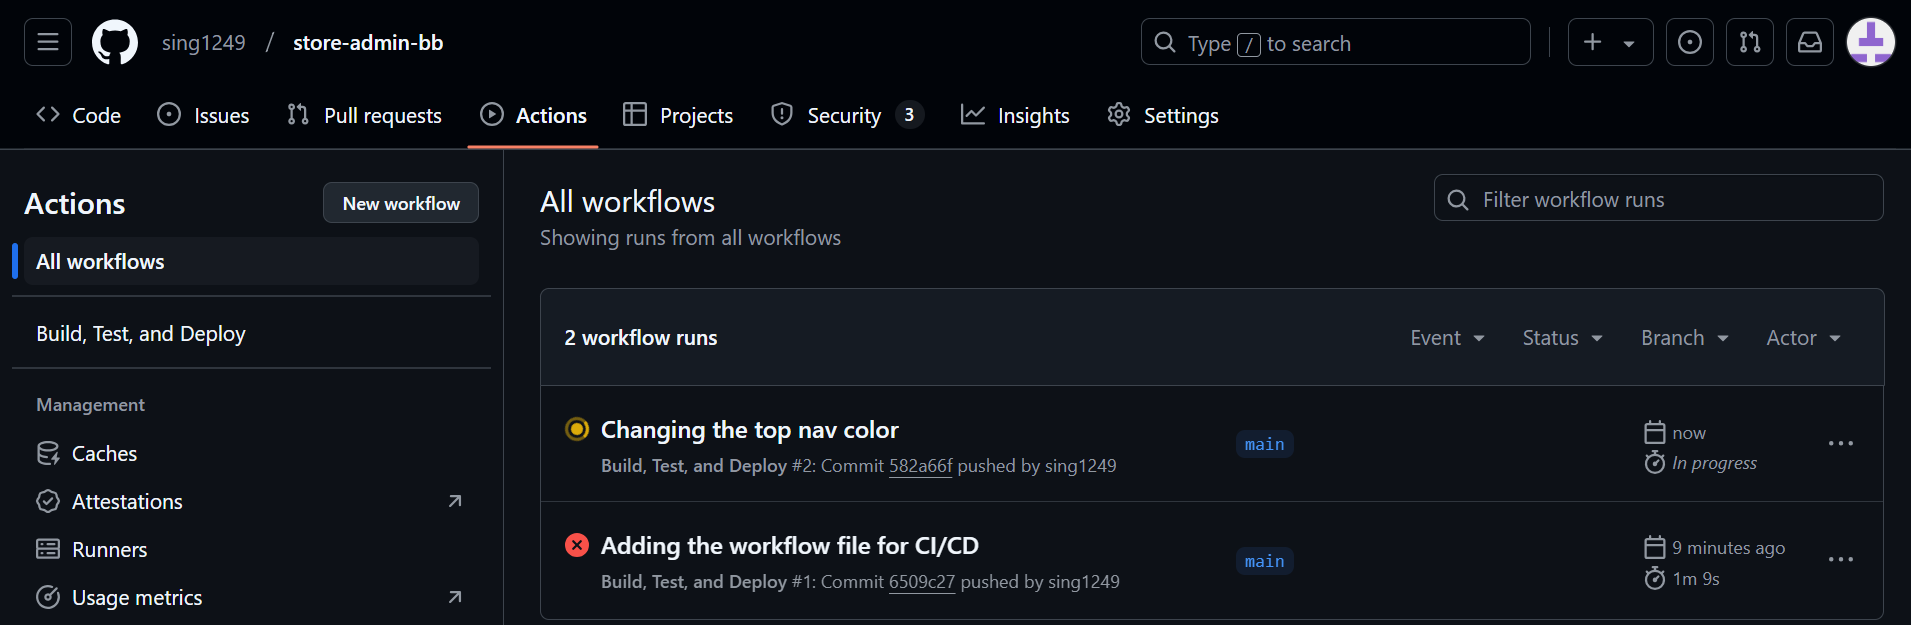 sing1249 / store-admin-bb
Type / to search
Code Issues Pull requests Actions Projects Security 3 Insights Settings
Actions
New workflow
All workflows
Build, Test, and Deploy
Management
Caches
Attestations
Runners
Usage metrics
All workflows
Showing runs from all workflows
Filter workflow runs
2 workflow runs
Event Status Branch Actor
Changing the top nav color
Build, Test, and Deploy #2: Commit 582a66f pushed by sing1249
main
now
In progress
Adding the workflow file for CI/CD
Build, Test, and Deploy #1: Commit 6509c27 pushed by sing1249
main
9 minutes ago
1m 9s